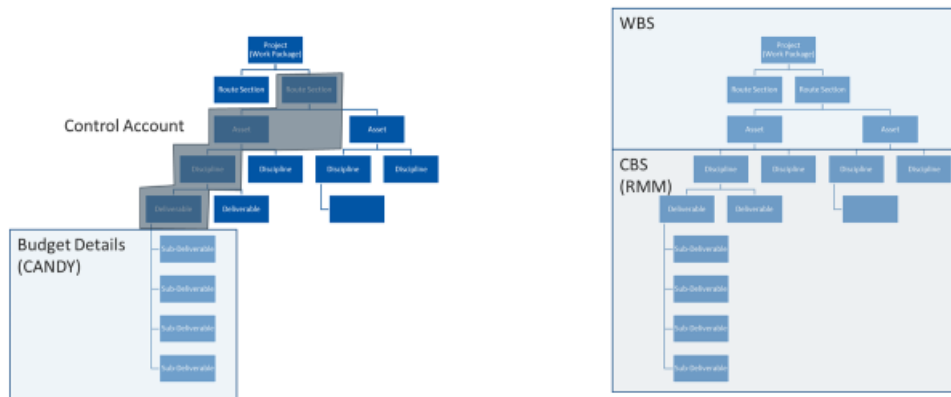 Project
(Work Package)
Route Section
Route Section
Control Account
Asset
Asset
Discipline
Discipline
Discipline
Discipline
Deliverable
Deliverable
Budget Details
(CANDY)
Sub-Deliverable
Sub-Deliverable
Sub-Deliverable
Sub-Deliverable
WBS
Project
(Work Package)
Route Section
Route Section
Asset
Asset
CBS
(RMM)
Discipline
Discipline
Discipline
Discipline
Deliverable
Deliverable
Sub-Deliverable
Sub-Deliverable
Sub-Deliverable
Sub-Deliverable